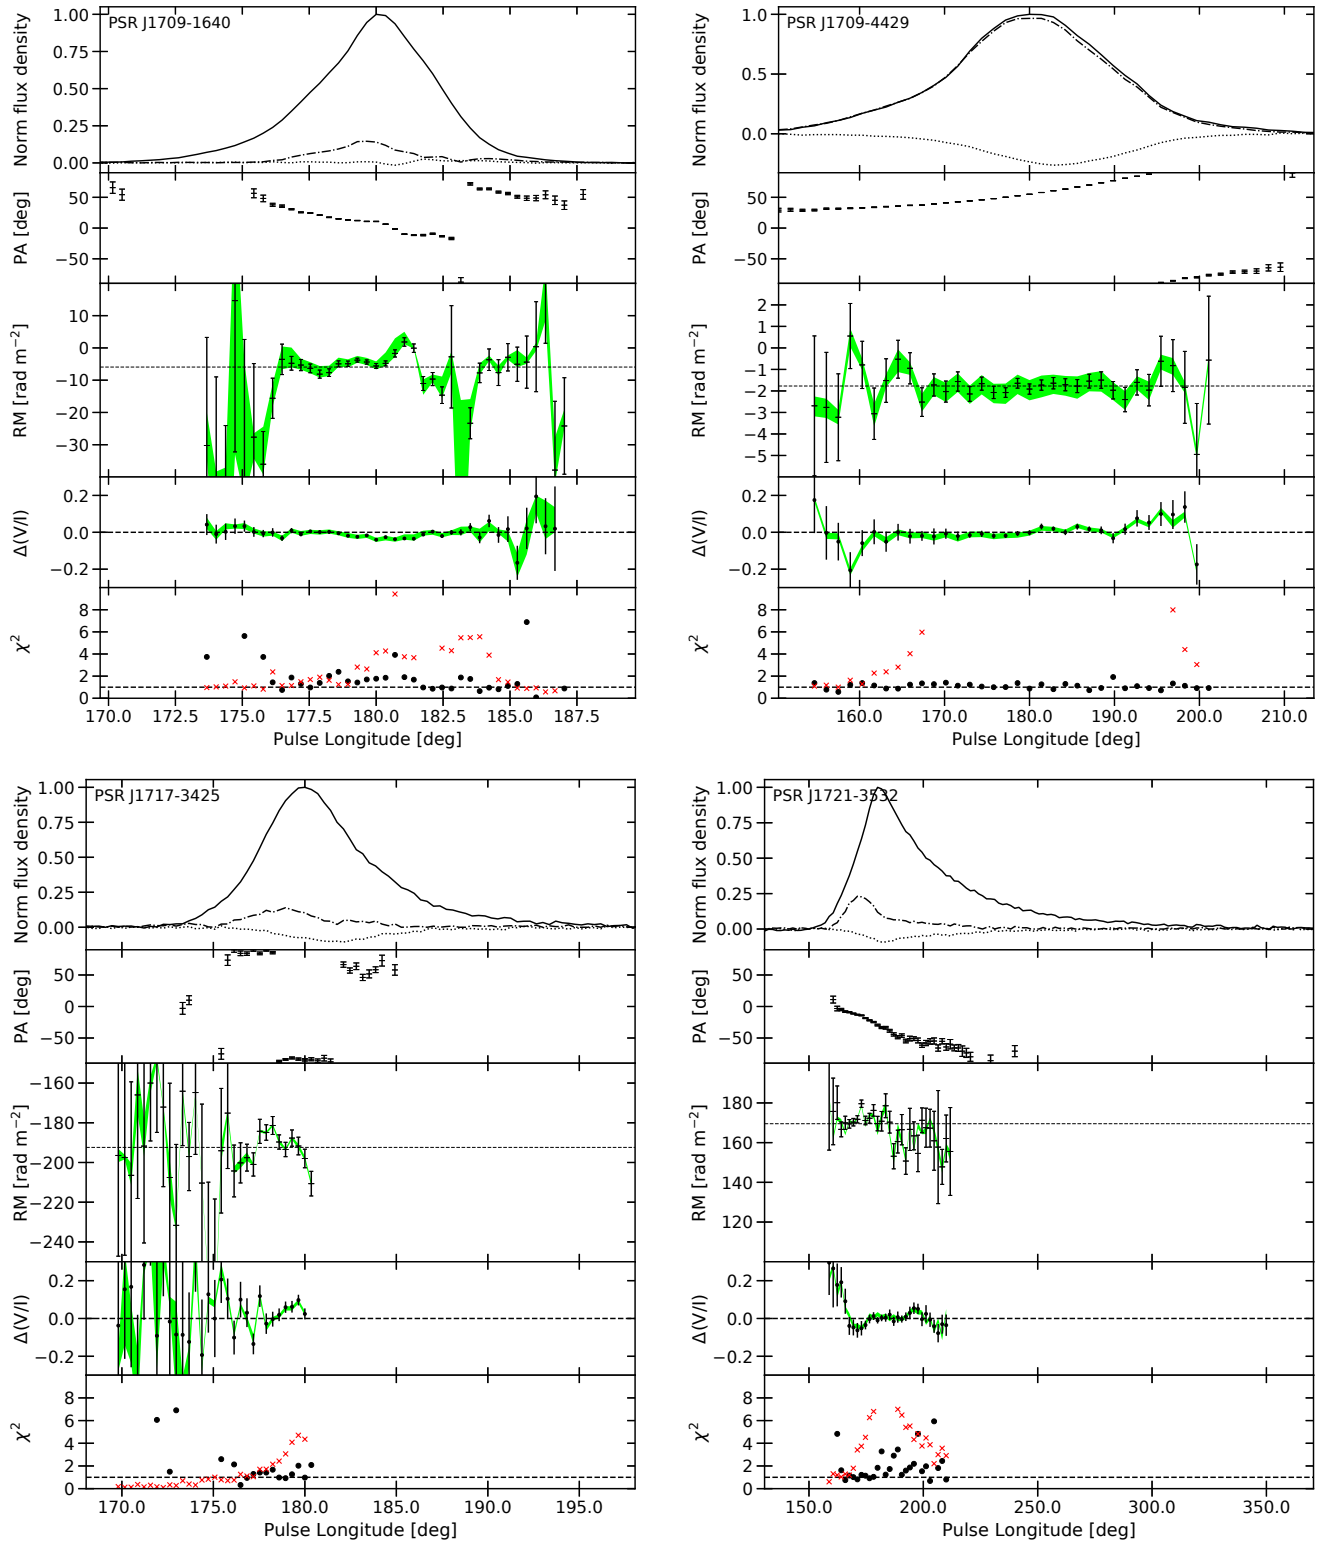 PSR J1709-1640
Norm flux density
1.00
0.75
0.50
0.25
0.00
PA [deg]
50
0
−50
RM [rad m−2]
10
0
−10
−20
−30
Δ(V/I)
0.2
0.0
−0.2
χ2
8
6
4
2
0
170.0 172.5 175.0 177.5 180.0 182.5 185.0 187.5
Pulse Longitude [deg]
PSR J1709-4429
Norm flux density
1.0
0.5
0.0
PA [deg]
50
0
−50
RM [rad m−2]
2
1
0
−1
−2
−3
−4
−5
Δ(V/I)
0.2
0.0
−0.2
χ2
8
6
4
2
0
160.0 170.0 180.0 190.0 200.0 210.0
Pulse Longitude [deg]
PSR J1717-3425
Norm flux density
1.00
0.75
0.50
0.25
0.00
PA [deg]
50
0
−50
RM [rad m−2]
−160
−180
−200
−220
−240
Δ(V/I)
0.2
0.0
−0.2
χ2
8
6
4
2
0
170.0 175.0 180.0 185.0 190.0 195.0
Pulse Longitude [deg]
PSR J1721-3532
Norm flux density
1.00
0.75
0.50
0.25
0.00
PA [deg]
50
0
−50
RM [rad m−2]
180
160
140
120
Δ(V/I)
0.2
0.0
−0.2
χ2
8
6
4
2
0
150.0 200.0 250.0 300.0 350.0
Pulse Longitude [deg]